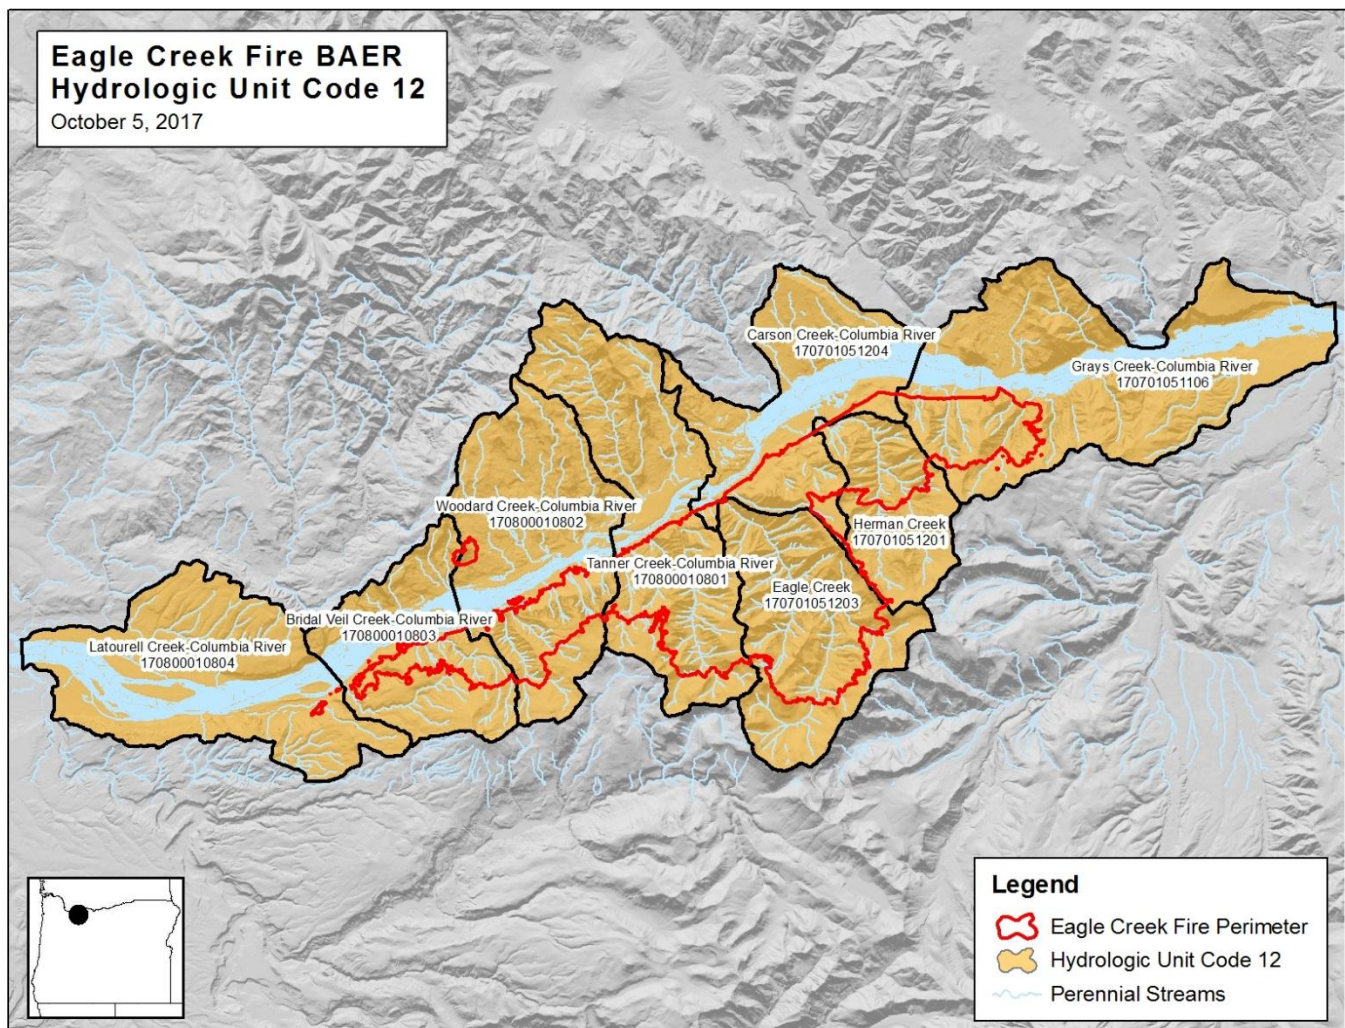 Eagle Creek Fire BAER
Hydrologic Unit Code 12
October 5, 2017
Carson Creek-Columbia River
170701051204
Grays Creek-Columbia River
170701051106
Woodard Creek-Columbia River
170800010802
Herman Creek
170701051201
Tanner Creek-Columbia River
170800010801
Eagle Creek
170701051203
Bridal Veil Creek-Columbia River
170800010803
Latourell Creek-Columbia River
170800010804
Legend
Eagle Creek Fire Perimeter
Hydrologic Unit Code 12
Perennial Streams